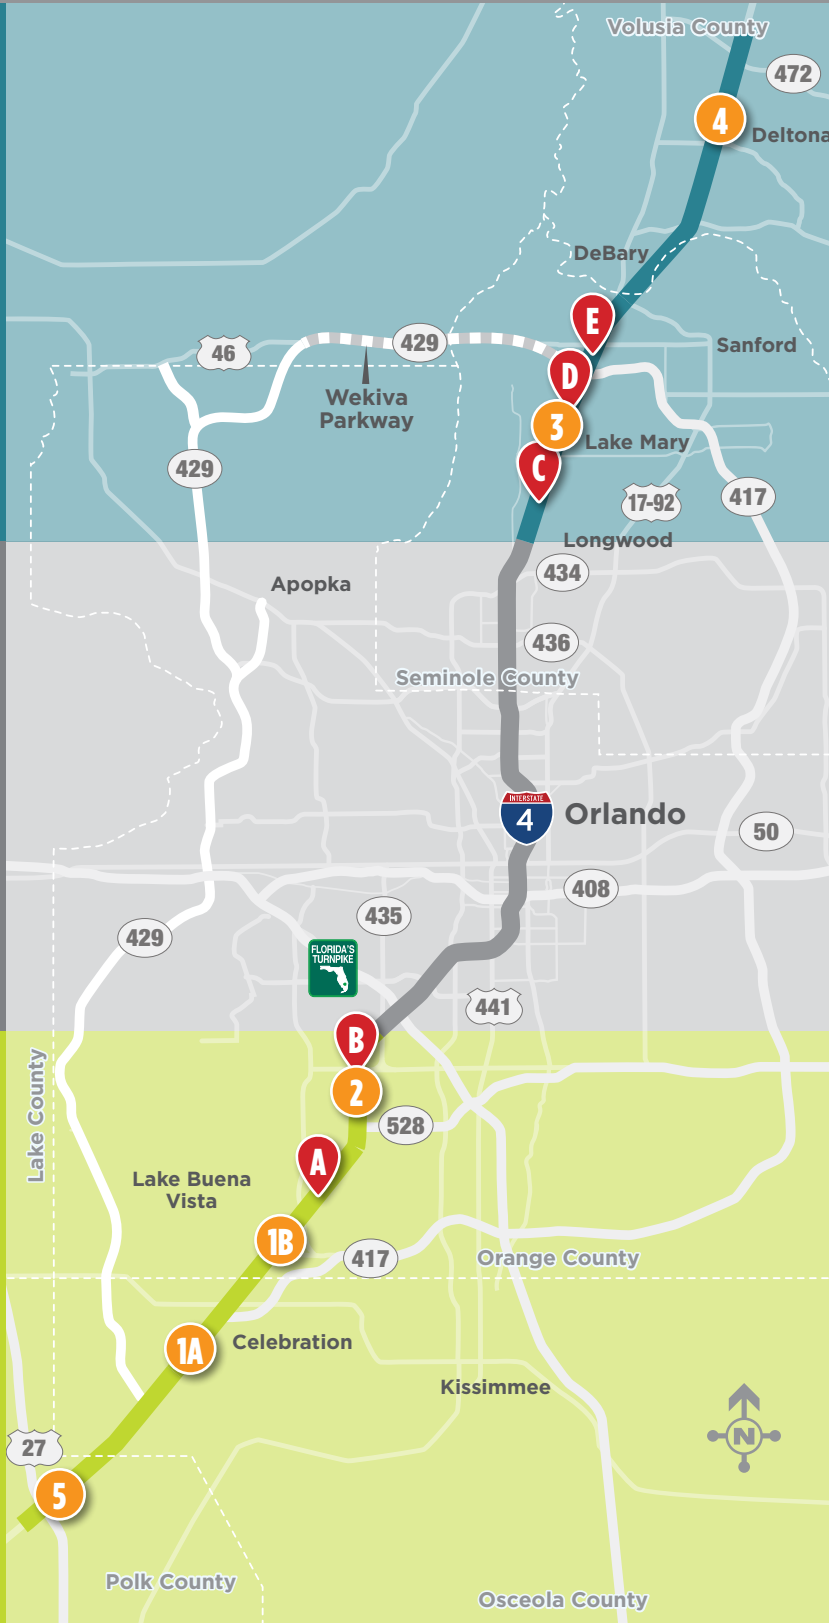 Volusia County
472
4
Deltona
DeBary
E
46
429
Sanford
D
Wekiva
Parkway
3
Lake Mary
C
429
17-92
417
Longwood
434
Apopka
436
Seminole County
INTERSTATE
4
Orlando
50
408
435
429
FLORIDA'S
TURNPIKE
441
B
2
Lake County
528
A
Lake Buena
Vista
1B
417
Orange County
1A
Celebration
Kissimmee
N
27
5
Polk County
Osceola County